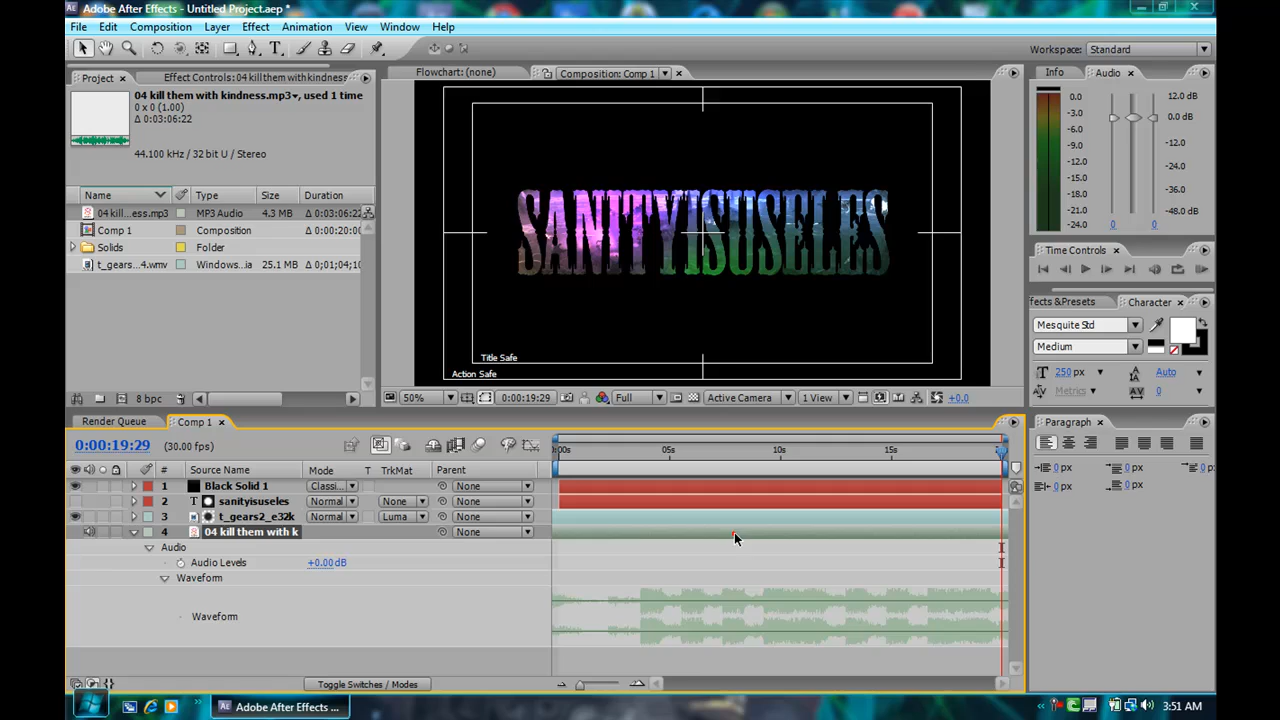 Adobe After Effects - Untitled Project.aep *
File Edit Composition Layer Effect Animation View Window Help
Workspace: Standard
Project Effect Controls: 04 kill them with kindness
Flowchart: (none) Composition: Comp 1
Info Audio
04 kill them with kindness.mp3, used 1 time
0 x 0 (1.00)
Δ 0:03:06:22
44.100 kHz / 32 bit U / Stereo
0.0 12.0 dB
-3.0
-6.0 0.0 dB
-9.0
-12.0 -12.0
-15.0 -24.0
-18.0
-21.0 -36.0
-24.0 -48.0 dB
0 0
Name Type Size Duration
04 kill...ess.mp3 MP3 Audio 4.3 MB Δ 0:03:06:22
Comp 1 Composition Δ 0:00:20:00
Solids Folder
t_gears...4.wmv Windows...ia 25.1 MB Δ 0;01;04;10
SANITYISUSELES
Title Safe
Action Safe
Time Controls
ffects & Presets Character
Mesquite Std
Medium
250 px Auto
Metrics 0
8 bpc
50% 0:00:19:29 Full Active Camera 1 View +0.0
Render Queue Comp 1
Paragraph
0:00:00:19:29 (30.00 fps)
:00s 05s 10s 15s
# Source Name Mode T TrkMat Parent
1 Black Solid 1 Classi... None
2 T sanityisuseles Normal None None
3 t_gears2_e32k Normal Luma None
4 04 kill them with k None
Audio
Audio Levels +0.00dB
Waveform
Waveform
0 px 0 px 0 px
0 px 0 px
Toggle Switches / Modes
Adobe After Effects - ...
3:51 AM